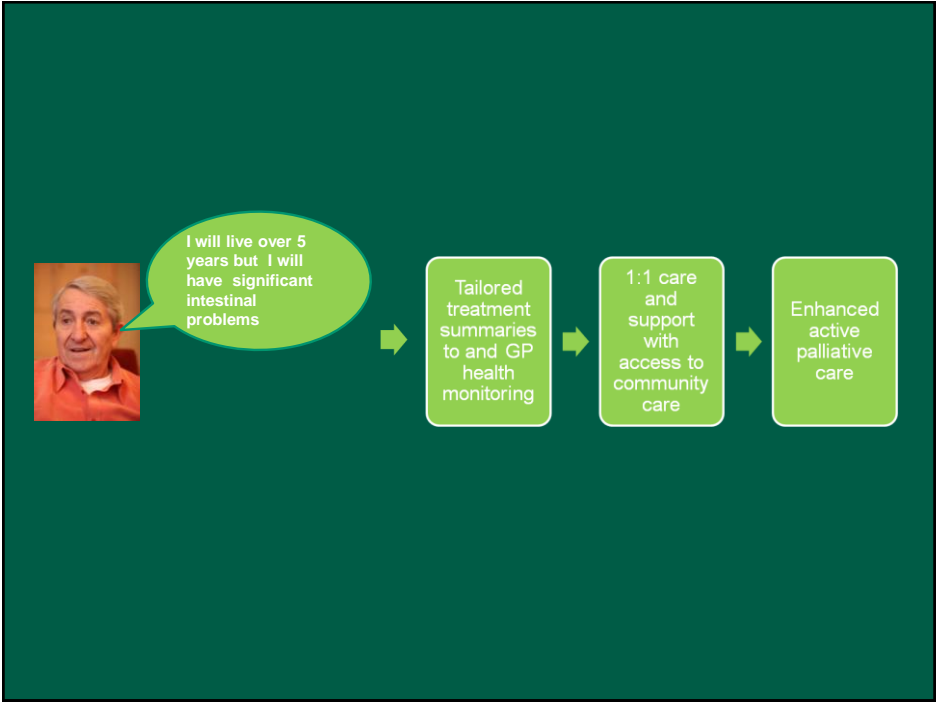 I will live over 5
years but I will
have significant
intestinal
problems
Tailored
treatment
summaries
to and GP
health
monitoring
1:1 care
and
support
with
access to
community
care
Enhanced
active
palliative
care